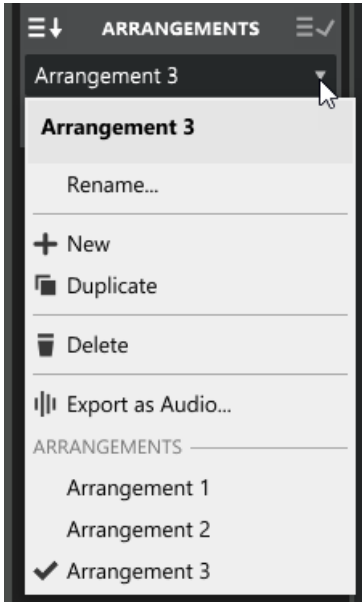 ARRANGEMENTS
Arrangement 3
Arrangement 3
Rename...
New
Duplicate
Delete
Export as Audio...
ARRANGEMENTS
Arrangement 1
Arrangement 2
Arrangement 3